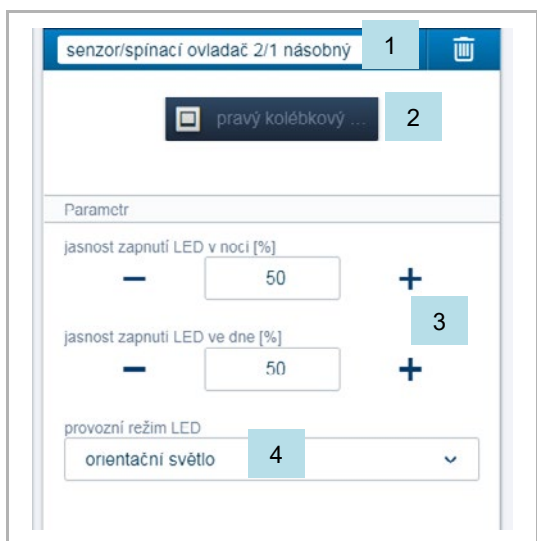 senzor/spínací ovladač 2/1 násobný 1
pravý kolébkový ... 2
Parametr
jasnost zapnutí LED v noci [%]
− 50 +
3
jasnost zapnutí LED ve dne [%]
− 50 +
provozní režim LED
orientační světlo 4